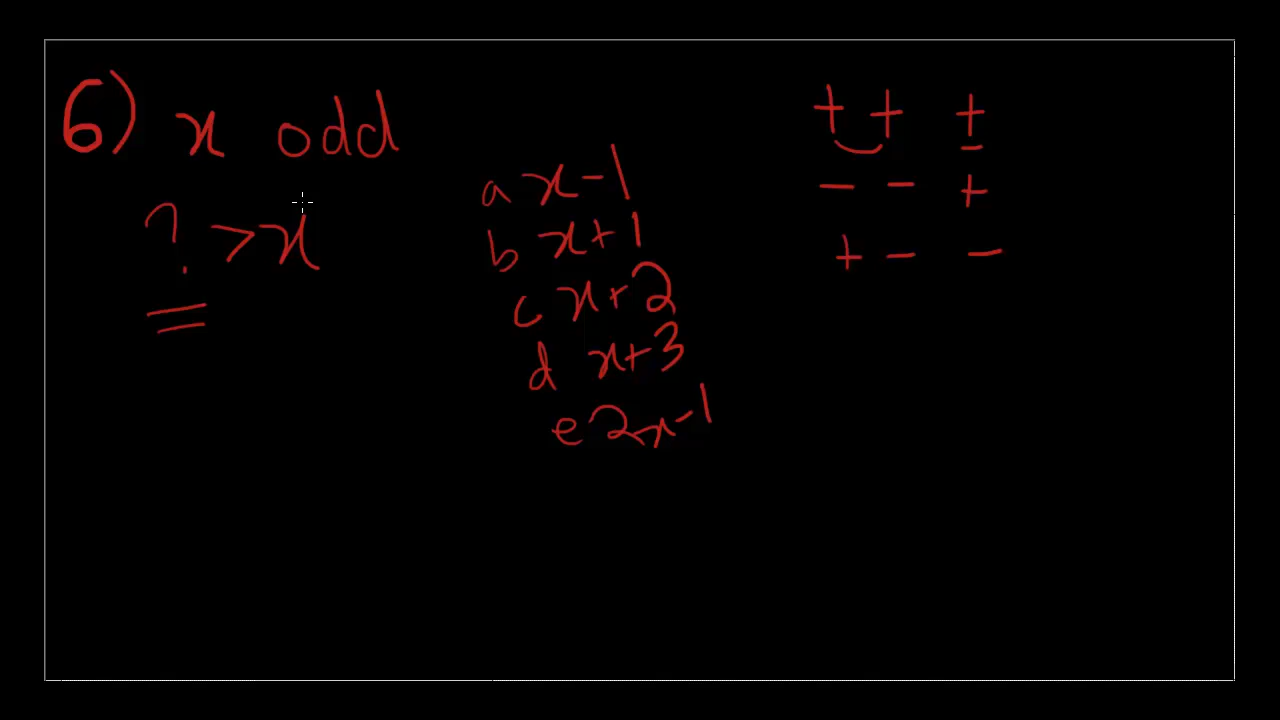 6) x odd
? > x
a x-1
b x+1
c x+2
d x+3
e 2x-1
+ + +
- - +
+ - -